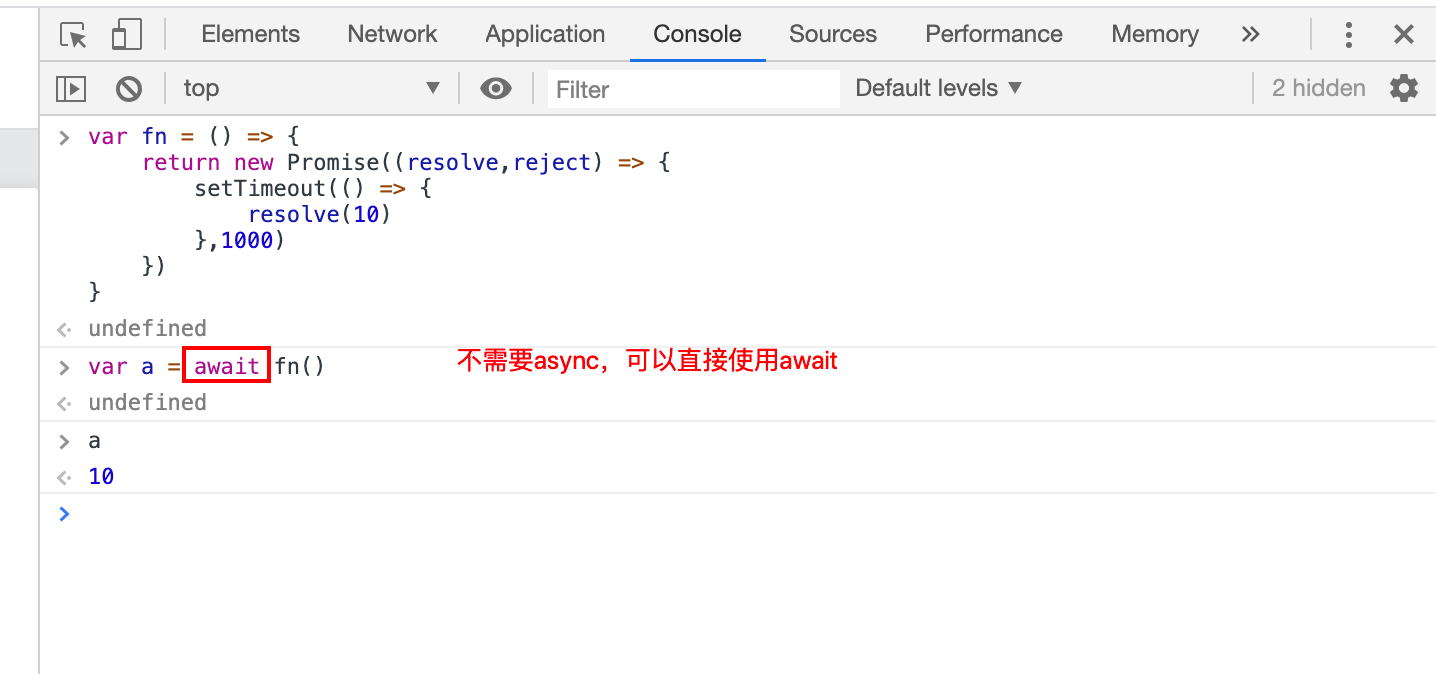 Elements Network Application Console Sources Performance Memory »
top ▼ Filter Default levels ▼ 2 hidden
> var fn = () => {
    return new Promise((resolve,reject) => {
        setTimeout(() => {
            resolve(10)
        },1000)
    })
}
undefined
> var a = await fn() 不需要async，可以直接使用await
undefined
> a
10
>